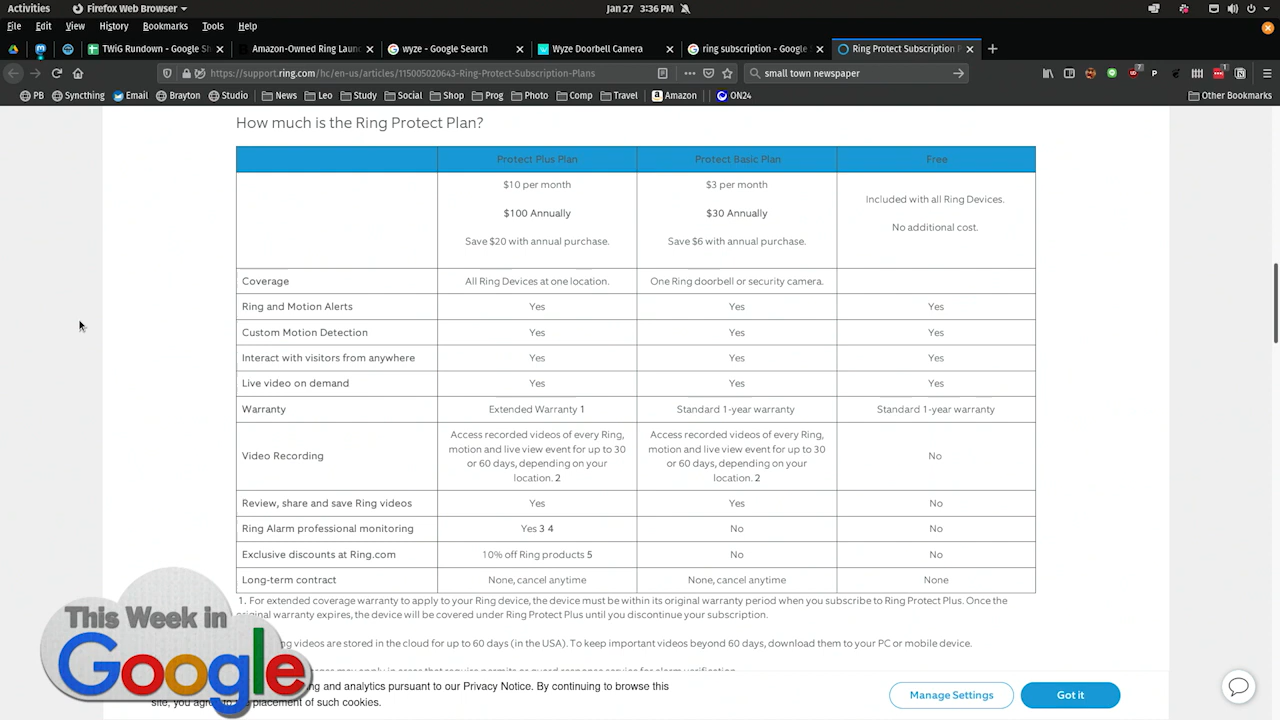 Activities
Firefox Web Browser
Jan 27 3:36 PM
File Edit View History Bookmarks Tools Help
TWiG Rundown - Google Sh
Amazon-Owned Ring Laun
wyze - Google Search
Wyze Doorbell Camera
ring subscription - Google
Ring Protect Subscription P
https://support.ring.com/hc/en-us/articles/115005020643-Ring-Protect-Subscription-Plans
small town newspaper
PB Syncthing Email Brayton Studio News Leo Study Social Shop Prog Photo Comp Travel Amazon ON24 Other Bookmarks
How much is the Ring Protect Plan?
Protect Plus Plan Protect Basic Plan Free
$10 per month
$100 Annually
Save $20 with annual purchase.
$3 per month
$30 Annually
Save $6 with annual purchase.
Included with all Ring Devices.
No additional cost.
Coverage All Ring Devices at one location. One Ring doorbell or security camera.
Ring and Motion Alerts Yes Yes Yes
Custom Motion Detection Yes Yes Yes
Interact with visitors from anywhere Yes Yes Yes
Live video on demand Yes Yes Yes
Warranty Extended Warranty 1 Standard 1-year warranty Standard 1-year warranty
Video Recording
Access recorded videos of every Ring,
motion and live view event for up to 30
or 60 days, depending on your
location. 2
Access recorded videos of every Ring,
motion and live view event for up to 30
or 60 days, depending on your
location. 2
No
Review, share and save Ring videos Yes Yes No
Ring Alarm professional monitoring Yes 3 4 No No
Exclusive discounts at Ring.com 10% off Ring products 5 No No
Long-term contract None, cancel anytime None, cancel anytime None
1. For extended coverage warranty to apply to your Ring device, the device must be within its original warranty period when you subscribe to Ring Protect Plus. Once the
warranty expires, the device will be covered under Ring Protect Plus until you discontinue your subscription.
videos are stored in the cloud for up to 60 days (in the USA). To keep important videos beyond 60 days, download them to your PC or mobile device.
and analytics pursuant to our Privacy Notice. By continuing to browse this
site, you placement of such cookies.
Manage Settings
Got it
This Week in
Google